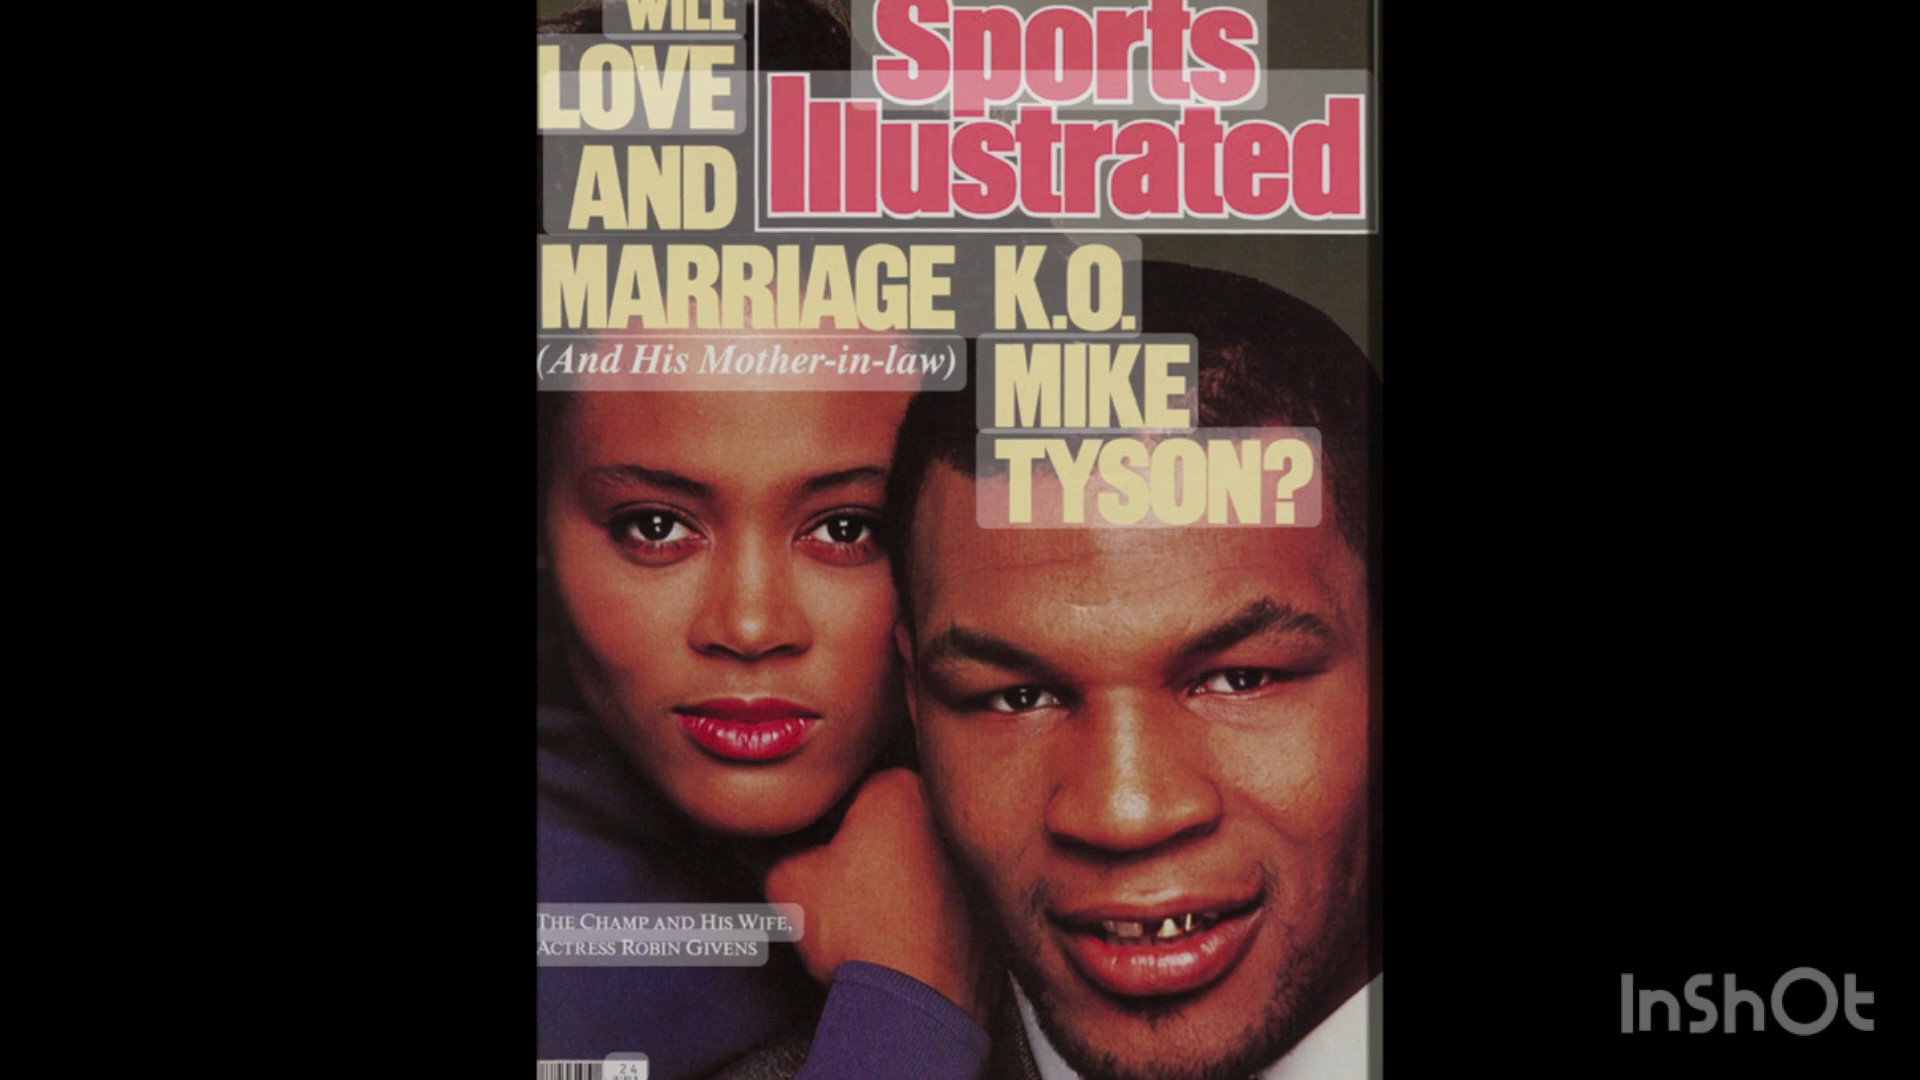 WILL
LOVE
AND
MARRIAGE
(And His Mother-in-law)
Sports
Illustrated
K.O.
MIKE
TYSON?
THE CHAMP AND HIS WIFE,
ACTRESS ROBIN GIVENS
24
InShOt